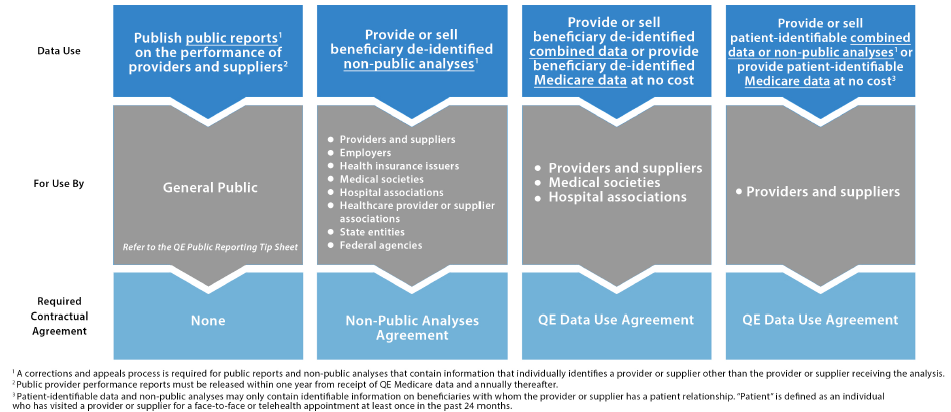 Data Use
Publish public reports¹
on the performance of
providers and suppliers²
Provide or sell
beneficiary de-identified
non-public analyses¹
Provide or sell
beneficiary de-identified
combined data or provide
beneficiary de-identified
Medicare data at no cost
Provide or sell
patient-identifiable combined
data or non-public analyses¹ or
provide patient-identifiable
Medicare data at no cost³
For Use By
General Public
Refer to the QE Public Reporting Tip Sheet
• Providers and suppliers
• Employers
• Health insurance issuers
• Medical societies
• Hospital associations
• Healthcare provider or supplier
associations
• State entities
• Federal agencies
• Providers and suppliers
• Medical societies
• Hospital associations
• Providers and suppliers
Required
Contractual
Agreement
None
Non-Public Analyses
Agreement
QE Data Use Agreement
QE Data Use Agreement
¹ A corrections and appeals process is required for public reports and non-public analyses that contain information that individually identifies a provider or supplier other than the provider or supplier receiving the analysis.
² Public provider performance reports must be released within one year from receipt of QE Medicare data and annually thereafter.
³ Patient-identifiable data and non-public analyses may only contain identifiable information on beneficiaries with whom the provider or supplier has a patient relationship. “Patient” is defined as an individual
who has visited a provider or supplier for a face-to-face or telehealth appointment at least once in the past 24 months.